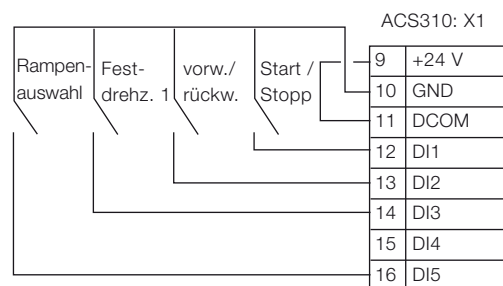 ACS310: X1
Rampen-
auswahl
Fest-
drehz. 1
vorw./
rückw.
Start /
Stopp
9 +24 V
10 GND
11 DCOM
12 DI1
13 DI2
14 DI3
15 DI4
16 DI5